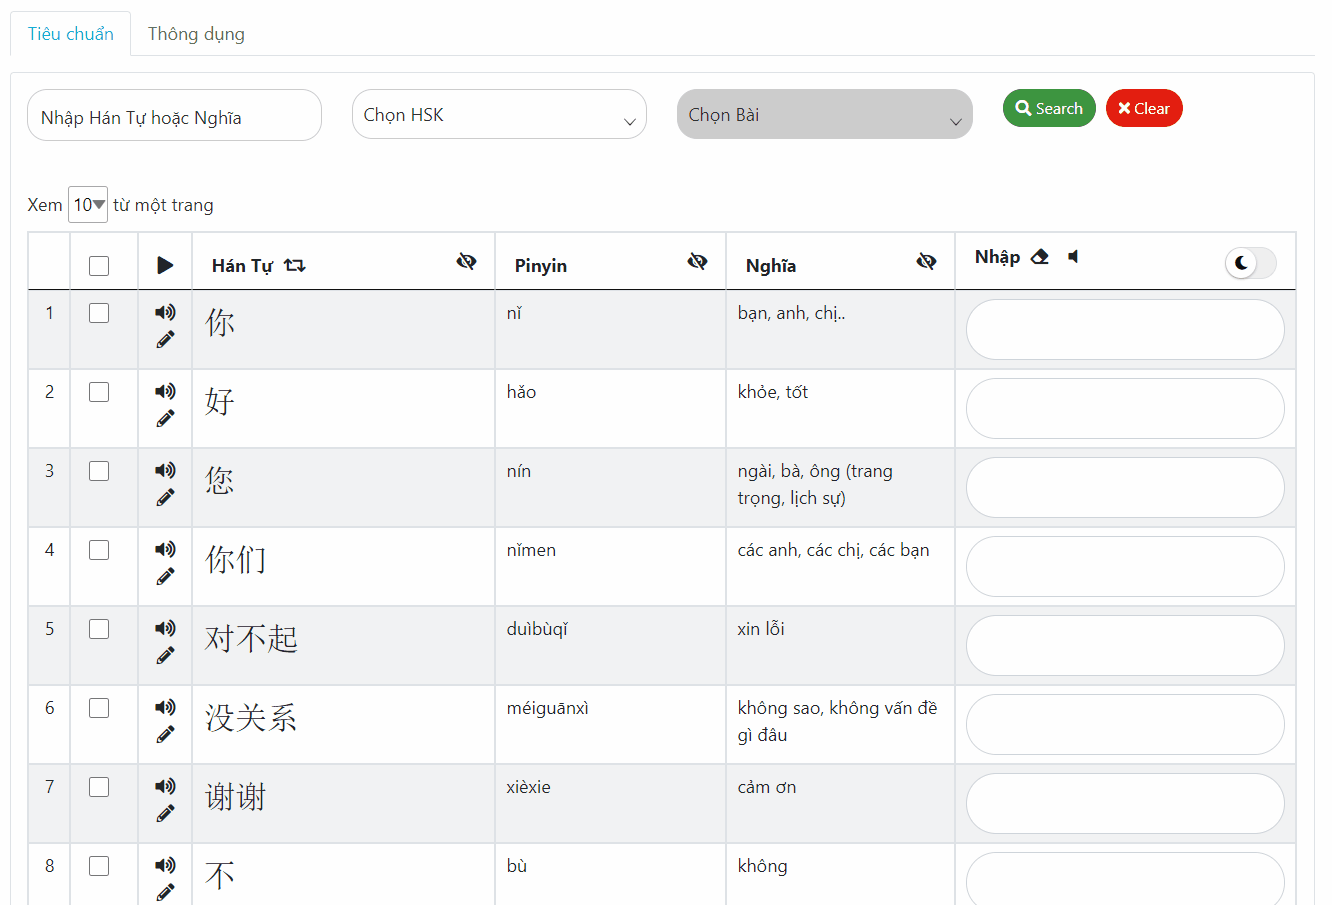 Tiêu chuẩn Thông dụng
Nhập Hán Tự hoặc Nghĩa Chọn HSK Chọn Bài Search Clear
Xem 10 từ một trang
Hán Tự Pinyin Nghĩa Nhập
1 你 nǐ bạn, anh, chị..
2 好 hǎo khỏe, tốt
3 您 nín ngài, bà, ông (trang
trọng, lịch sự)
4 你们 nǐmen các anh, các chị, các bạn
5 对不起 duìbùqǐ xin lỗi
6 没关系 méiguānxì không sao, không vấn đề
gì đâu
7 谢谢 xièxie cảm ơn
8 不 bù không